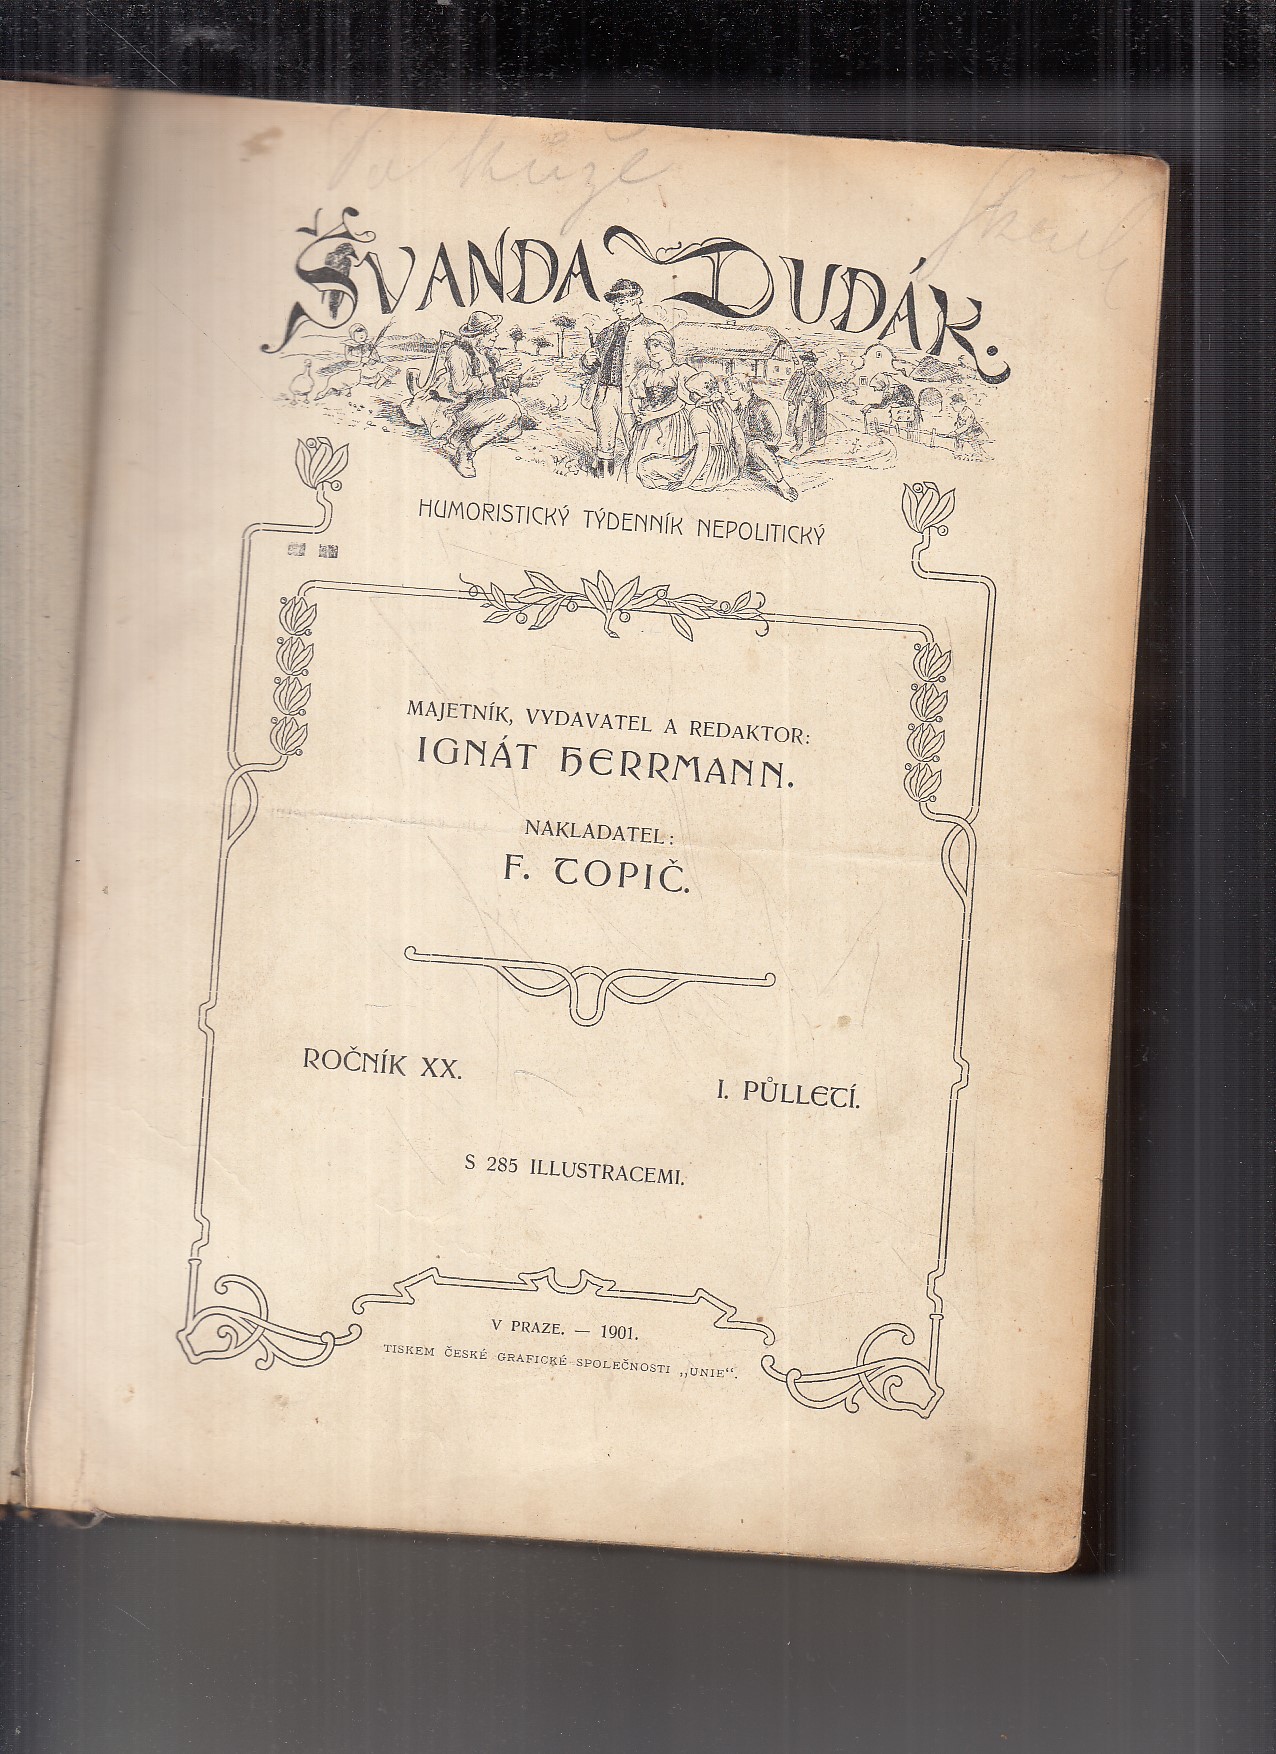 ŠVANDA DUDÁK.
HUMORISTICKÝ TÝDENNÍK NEPOLITICKÝ
MAJETNÍK, VYDAVATEL A REDAKTOR:
IGNÁT HERRMANN.
NAKLADATEL:
F. TOPIČ.
ROČNÍK XX.
I. PŮLLETÍ.
S 285 ILLUSTRACEMI.
V PRAZE. — 1901.
TISKEM ČESKÉ GRAFICKÉ SPOLEČNOSTI „UNIE“.